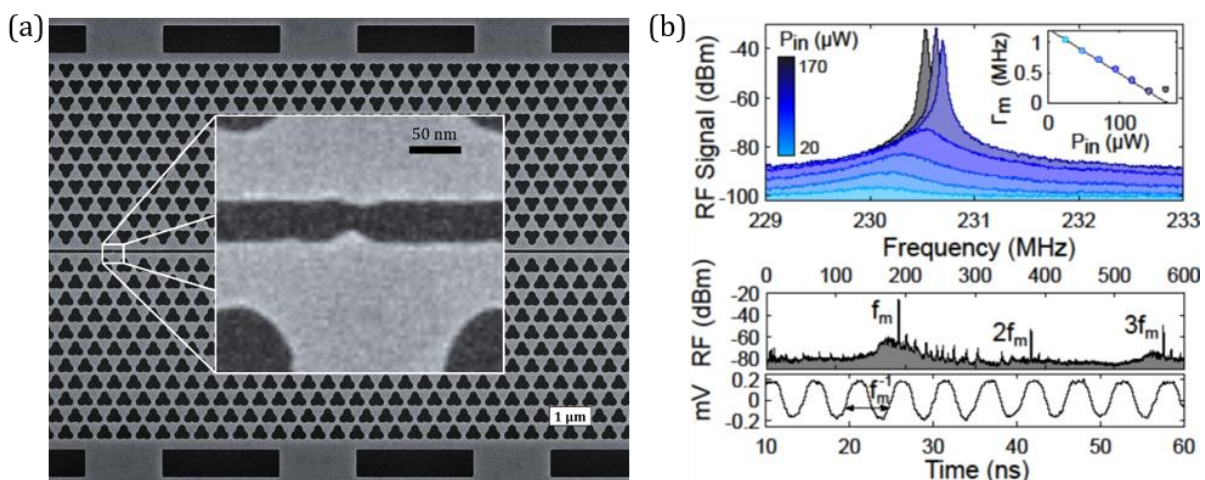 (a)
50 nm
1 μm
(b)
RF Signal (dBm)
-40
-60
-80
-100
P_in (μW)
170
20
Γ_m (MHz)
1
0.5
0
0 100
P_in (μW)
229 230 231 232 233
Frequency (MHz)
0 100 200 300 400 500 600
RF (dBm)
-20
-40
-60
-80
f_m
2f_m
3f_m
mV
0.2
0
-0.2
f_m^-1
10 20 30 40 50 60
Time (ns)